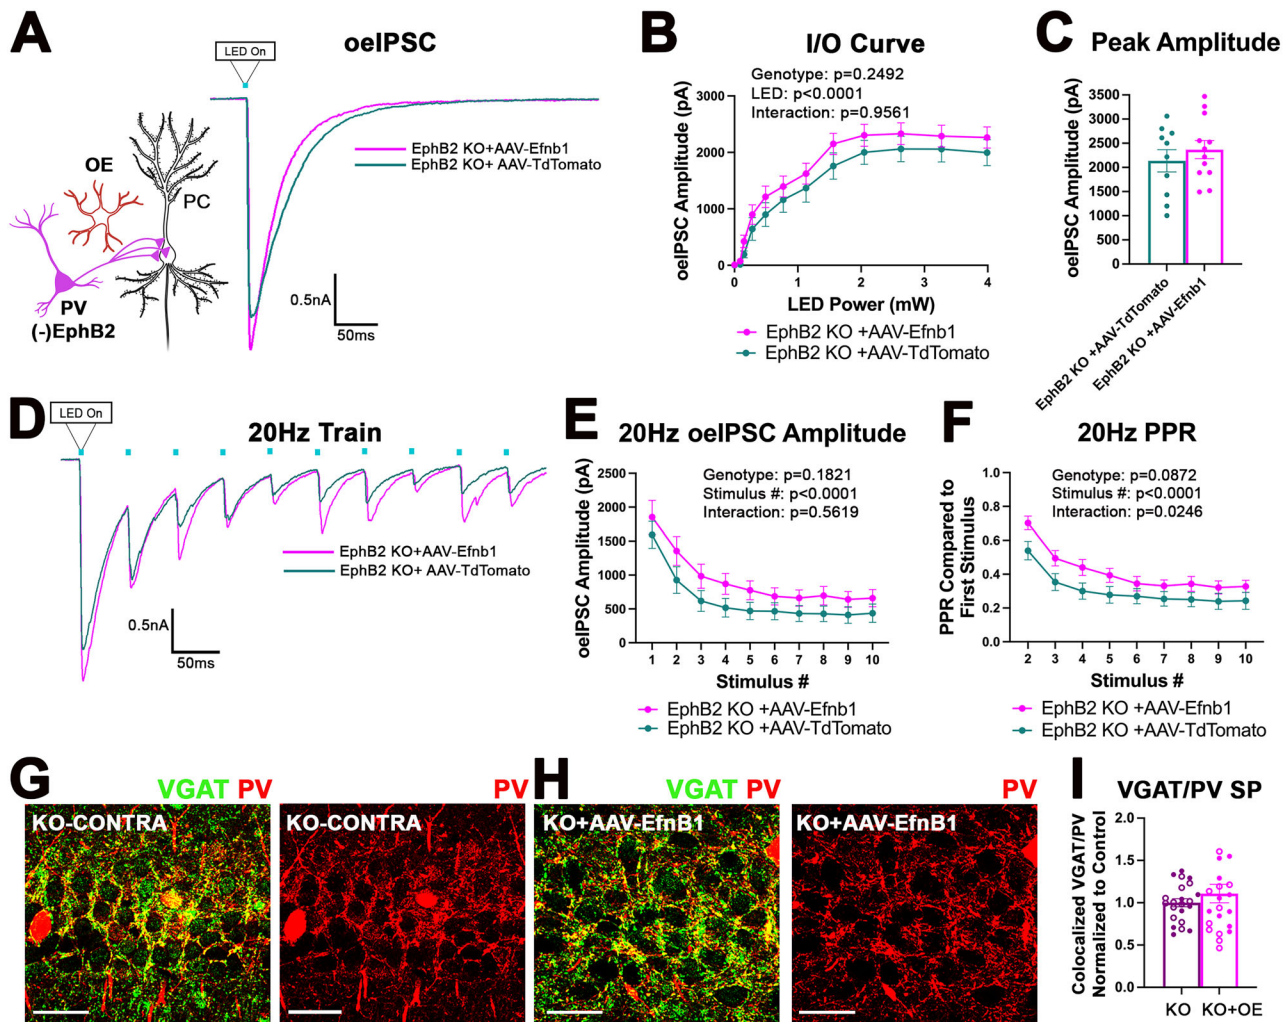 A
oeIPSC
LED On
EphB2 KO+AAV-Efnb1
EphB2 KO+ AAV-TdTomato
OE
PC
PV
(-)EphB2
0.5nA
50ms
B
I/O Curve
Genotype: p=0.2492
LED: p<0.0001
Interaction: p=0.9561
oeIPSC Amplitude (pA)
3000
2000
1000
0
0 1 2 3 4
LED Power (mW)
EphB2 KO +AAV-Efnb1
EphB2 KO +AAV-TdTomato
C
Peak Amplitude
oeIPSC Amplitude (pA)
3500
3000
2500
2000
1500
1000
500
0
EphB2 KO +AAV-TdTomato
EphB2 KO +AAV-Efnb1
D
LED On
20Hz Train
EphB2 KO+AAV-Efnb1
EphB2 KO+ AAV-TdTomato
0.5nA
50ms
E
20Hz oeIPSC Amplitude
Genotype: p=0.1821
Stimulus #: p<0.0001
Interaction: p=0.5619
oeIPSC Amplitude (pA)
2500
2000
1500
1000
500
0
1 2 3 4 5 6 7 8 9 10
Stimulus #
EphB2 KO +AAV-Efnb1
EphB2 KO +AAV-TdTomato
F
20Hz PPR
Genotype: p=0.0872
Stimulus #: p<0.0001
Interaction: p=0.0246
PPR Compared to
First Stimulus
1.0
0.8
0.6
0.4
0.2
0.0
2 3 4 5 6 7 8 9 10
Stimulus #
EphB2 KO +AAV-Efnb1
EphB2 KO +AAV-TdTomato
G
VGAT PV
KO-CONTRA
PV
KO-CONTRA
H
VGAT PV
KO+AAV-EfnB1
PV
KO+AAV-EfnB1
I
VGAT/PV SP
Colocalized VGAT/PV
Normalized to Control
2.0
1.5
1.0
0.5
0.0
KO KO+OE